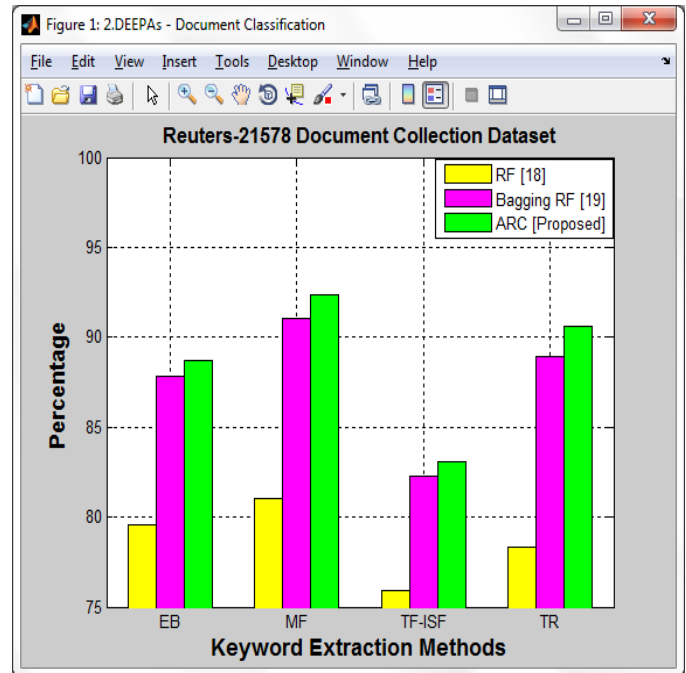 Figure 1: 2.DEEPAs - Document Classification
File Edit View Insert Tools Desktop Window Help
Reuters-21578 Document Collection Dataset
100
95
90
85
80
75
Percentage
RF [18]
Bagging RF [19]
ARC [Proposed]
EB MF TF-ISF TR
Keyword Extraction Methods